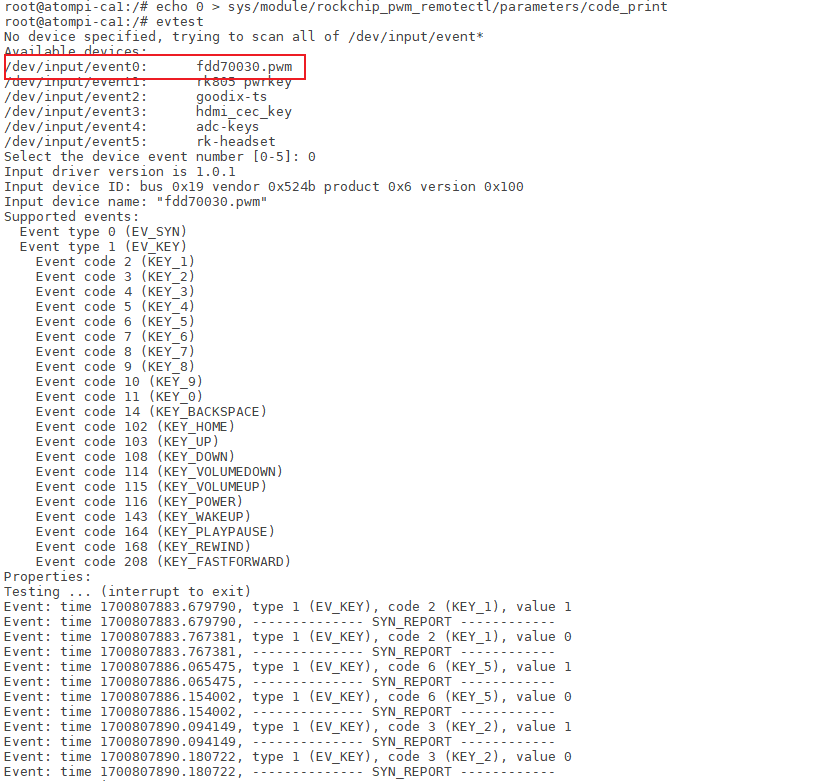 root@atompi-ca1:/# echo 0 > sys/module/rockchip_pwm_remotectl/parameters/code_print
root@atompi-ca1:/# evtest
No device specified, trying to scan all of /dev/input/event*
Available devices:
/dev/input/event0:      fdd70030.pwm
/dev/input/event1:      rk805 pwrkey
/dev/input/event2:      goodix-ts
/dev/input/event3:      hdmi_cec_key
/dev/input/event4:      adc-keys
/dev/input/event5:      rk-headset
Select the device event number [0-5]: 0
Input driver version is 1.0.1
Input device ID: bus 0x19 vendor 0x524b product 0x6 version 0x100
Input device name: "fdd70030.pwm"
Supported events:
  Event type 0 (EV_SYN)
  Event type 1 (EV_KEY)
    Event code 2 (KEY_1)
    Event code 3 (KEY_2)
    Event code 4 (KEY_3)
    Event code 5 (KEY_4)
    Event code 6 (KEY_5)
    Event code 7 (KEY_6)
    Event code 8 (KEY_7)
    Event code 9 (KEY_8)
    Event code 10 (KEY_9)
    Event code 11 (KEY_0)
    Event code 14 (KEY_BACKSPACE)
    Event code 102 (KEY_HOME)
    Event code 103 (KEY_UP)
    Event code 108 (KEY_DOWN)
    Event code 114 (KEY_VOLUMEDOWN)
    Event code 115 (KEY_VOLUMEUP)
    Event code 116 (KEY_POWER)
    Event code 143 (KEY_WAKEUP)
    Event code 164 (KEY_PLAYPAUSE)
    Event code 168 (KEY_REWIND)
    Event code 208 (KEY_FASTFORWARD)
Properties:
Testing ... (interrupt to exit)
Event: time 1700807883.679790, type 1 (EV_KEY), code 2 (KEY_1), value 1
Event: time 1700807883.679790, -------------- SYN_REPORT ------------
Event: time 1700807883.767381, type 1 (EV_KEY), code 2 (KEY_1), value 0
Event: time 1700807883.767381, -------------- SYN_REPORT ------------
Event: time 1700807886.065475, type 1 (EV_KEY), code 6 (KEY_5), value 1
Event: time 1700807886.065475, -------------- SYN_REPORT ------------
Event: time 1700807886.154002, type 1 (EV_KEY), code 6 (KEY_5), value 0
Event: time 1700807886.154002, -------------- SYN_REPORT ------------
Event: time 1700807890.094149, type 1 (EV_KEY), code 3 (KEY_2), value 1
Event: time 1700807890.094149, -------------- SYN_REPORT ------------
Event: time 1700807890.180722, type 1 (EV_KEY), code 3 (KEY_2), value 0
Event: time 1700807890.180722, -------------- SYN_REPORT ------------